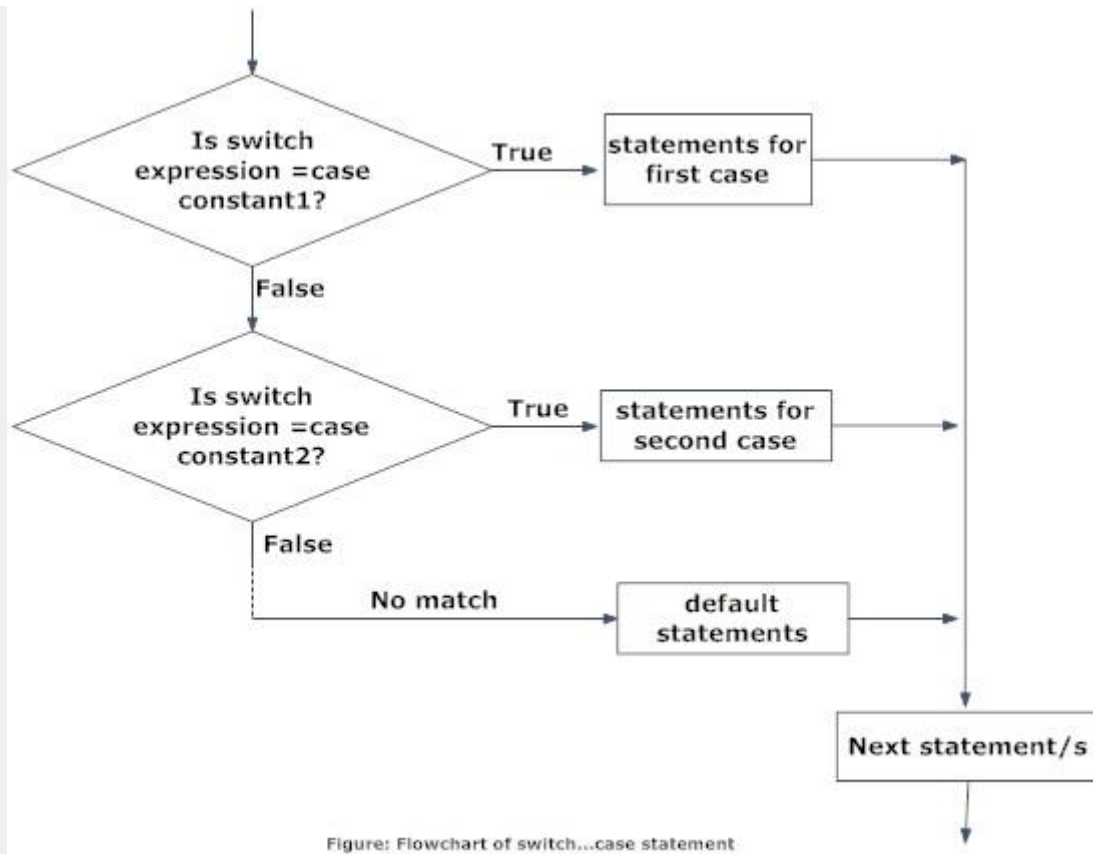 Is switch
expression =case
constant1?
True
statements for
first case
False
Is switch
expression =case
constant2?
True
statements for
second case
False
No match
default
statements
Next statement/s
Figure: Flowchart of switch...case statement